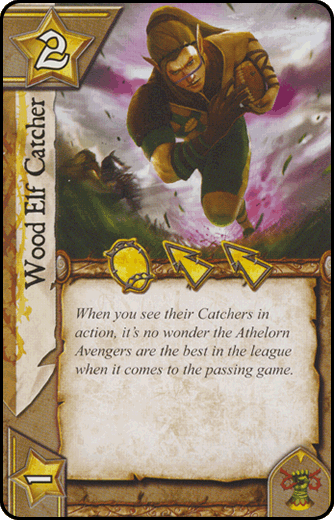 2
Wood Elf Catcher
When you see their Catchers in
action, it's no wonder the Athelorn
Avengers are the best in the league
when it comes to the passing game.
1